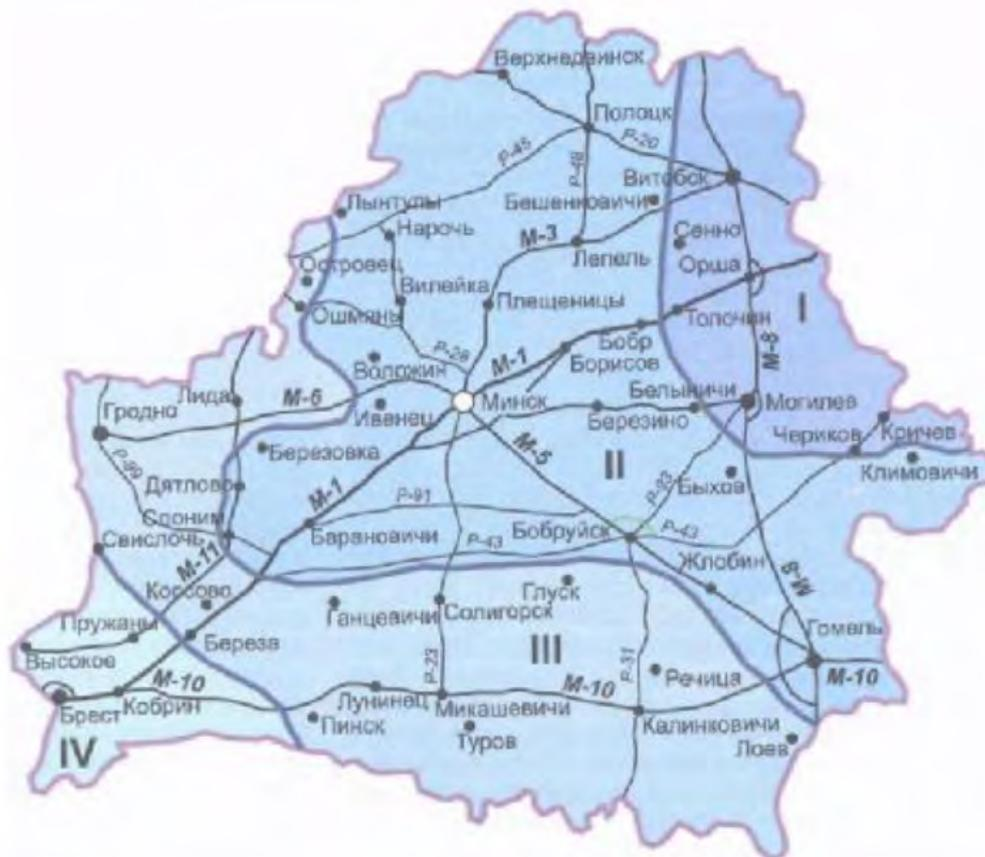 Верхнедвинск
Полоцк
Р-45
Р-20
Р-48
Витебск
Бешенковичи
Лынтупы
Нарочь
М-3
Сенно
Лепель
Островец
Орша
Вилейка
Плещеницы
I
Ошмяны
Толочин
Бобр
Р-28
М-1
Борисов
М-8
Воложин
Лида
М-6
Белыничи
Гродно
Минск
Могилев
Ивенец
Березино
Чериков
Кричев
Березовка
М-5
II
Климовичи
Р-99
Дятлово
М-1
Р-91
Р-93
Быхов
Слоним
Бобруйск
Свислочь
Барановичи
Р-43
Р-43
М-11
Жлобин
М-8
Коссово
Глуск
Ганцевичи
Солигорск
Пружаны
Гомель
Береза
III
Высокое
Р-23
Р-31
М-10
М-10
Речица
М-10
Лунинец
Брест
Кобрин
Микашевичи
Калинковичи
Пинск
Туров
Лоев
IV